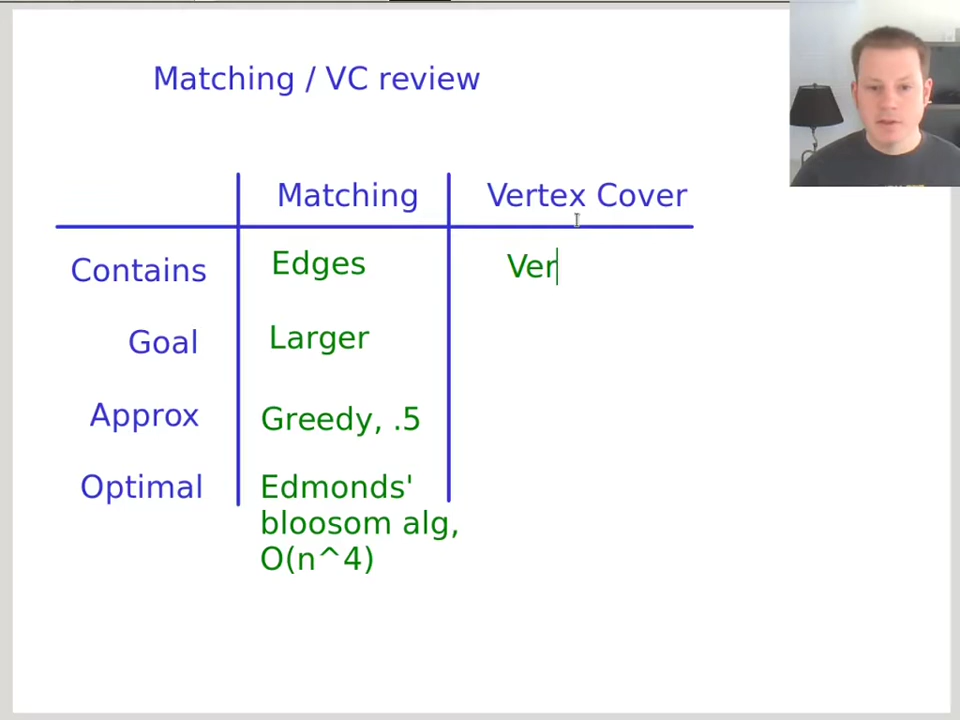 Matching / VC review
Matching Vertex Cover
Contains Edges Ver
Goal Larger
Approx Greedy, .5
Optimal Edmonds'
bloosom alg,
O(n^4)